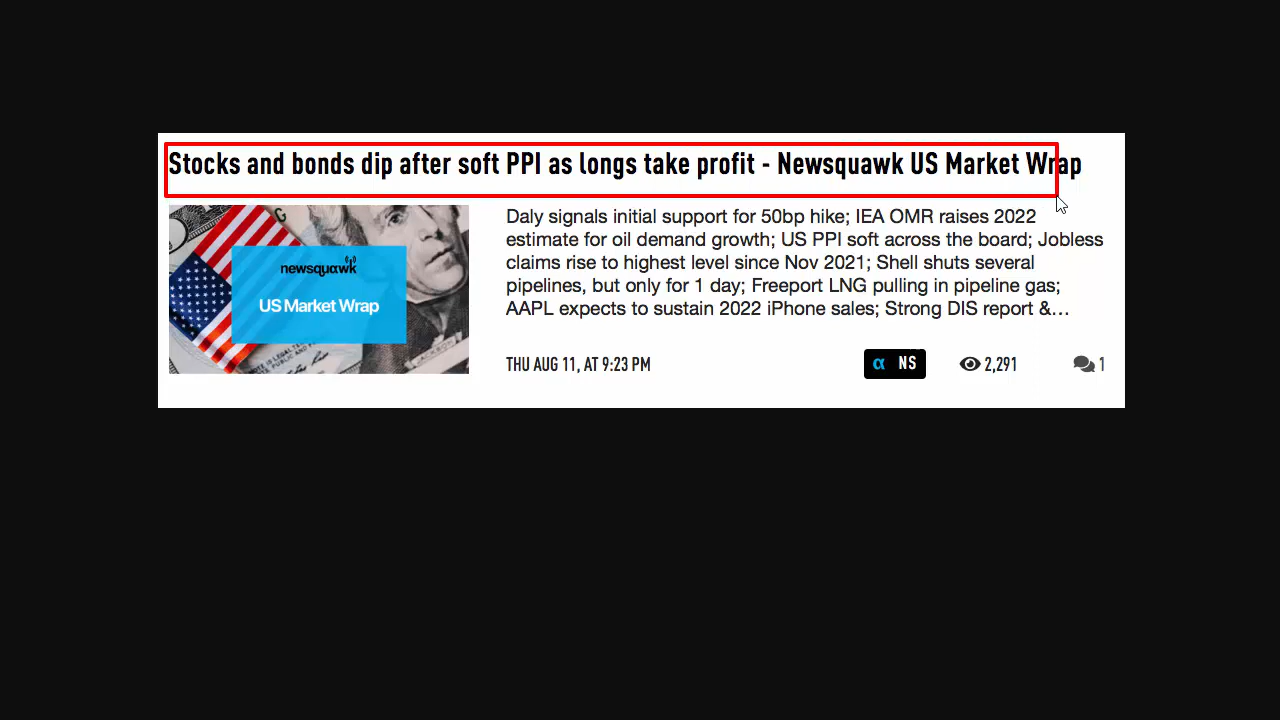 Stocks and bonds dip after soft PPI as longs take profit - Newsquawk US Market Wrap
G
newsquawk
US Market Wrap
Daly signals initial support for 50bp hike; IEA OMR raises 2022
estimate for oil demand growth; US PPI soft across the board; Jobless
claims rise to highest level since Nov 2021; Shell shuts several
pipelines, but only for 1 day; Freeport LNG pulling in pipeline gas;
AAPL expects to sustain 2022 iPhone sales; Strong DIS report &...
THU AUG 11, AT 9:23 PM
α NS
2,291
1